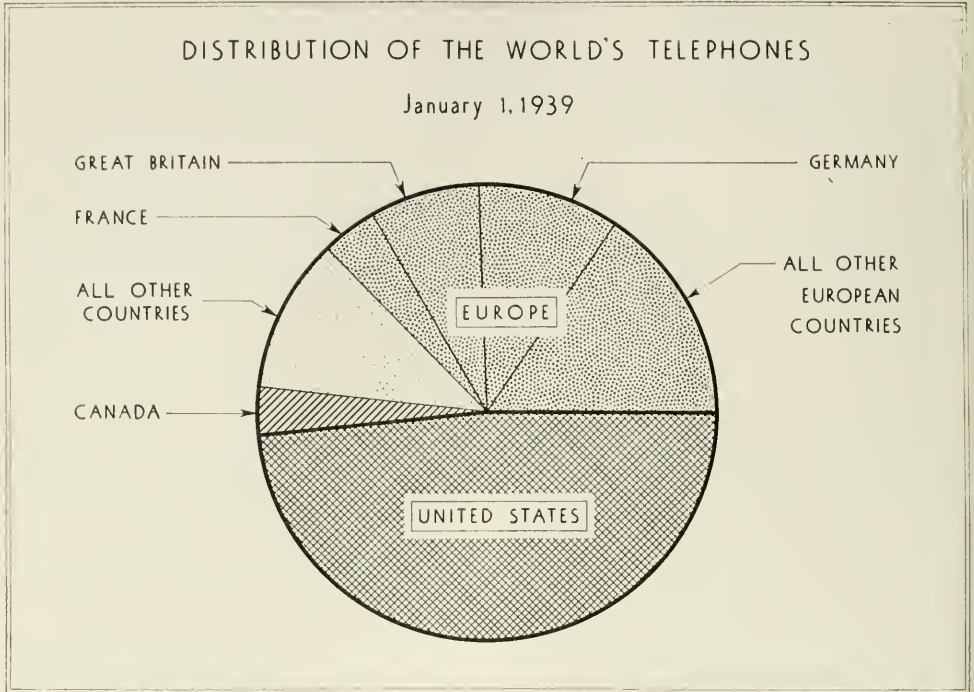 DISTRIBUTION OF THE WORLD'S TELEPHONES
January 1, 1939
GREAT BRITAIN
GERMANY
FRANCE
ALL OTHER
EUROPEAN
COUNTRIES
ALL OTHER
COUNTRIES
EUROPE
CANADA
UNITED STATES